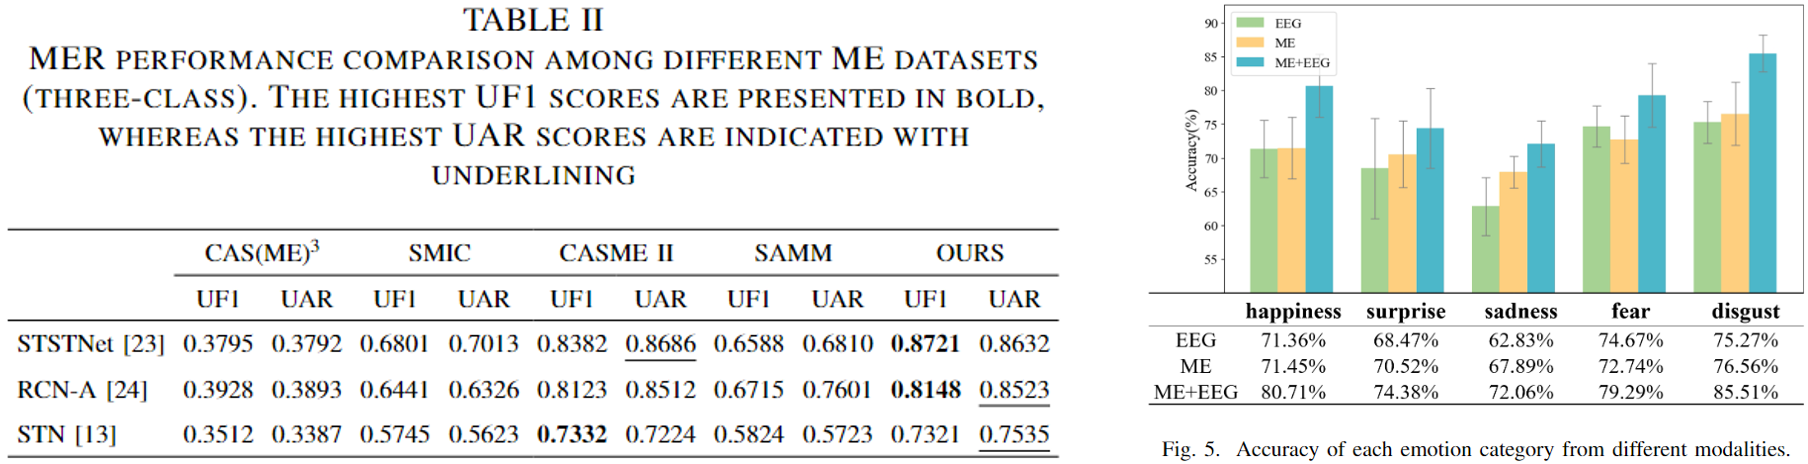 TABLE II
MER PERFORMANCE COMPARISON AMONG DIFFERENT ME DATASETS
(THREE-CLASS). THE HIGHEST UF1 SCORES ARE PRESENTED IN BOLD,
WHEREAS THE HIGHEST UAR SCORES ARE INDICATED WITH
UNDERLINING
CAS(ME)³ SMIC CASME II SAMM OURS
UF1 UAR UF1 UAR UF1 UAR UF1 UAR UF1 UAR
STSTNet [23] 0.3795 0.3792 0.6801 0.7013 0.8382 0.8686 0.6588 0.6810 0.8721 0.8632
RCN-A [24] 0.3928 0.3893 0.6441 0.6326 0.8123 0.8512 0.6715 0.7601 0.8148 0.8523
STN [13] 0.3512 0.3387 0.5745 0.5623 0.7332 0.7224 0.5824 0.5723 0.7321 0.7535
EEG
ME
ME+EEG
Accuracy(%)
90
85
80
75
70
65
60
55
happiness surprise sadness fear disgust
EEG 71.36% 68.47% 62.83% 74.67% 75.27%
ME 71.45% 70.52% 67.89% 72.74% 76.56%
ME+EEG 80.71% 74.38% 72.06% 79.29% 85.51%
Fig. 5. Accuracy of each emotion category from different modalities.